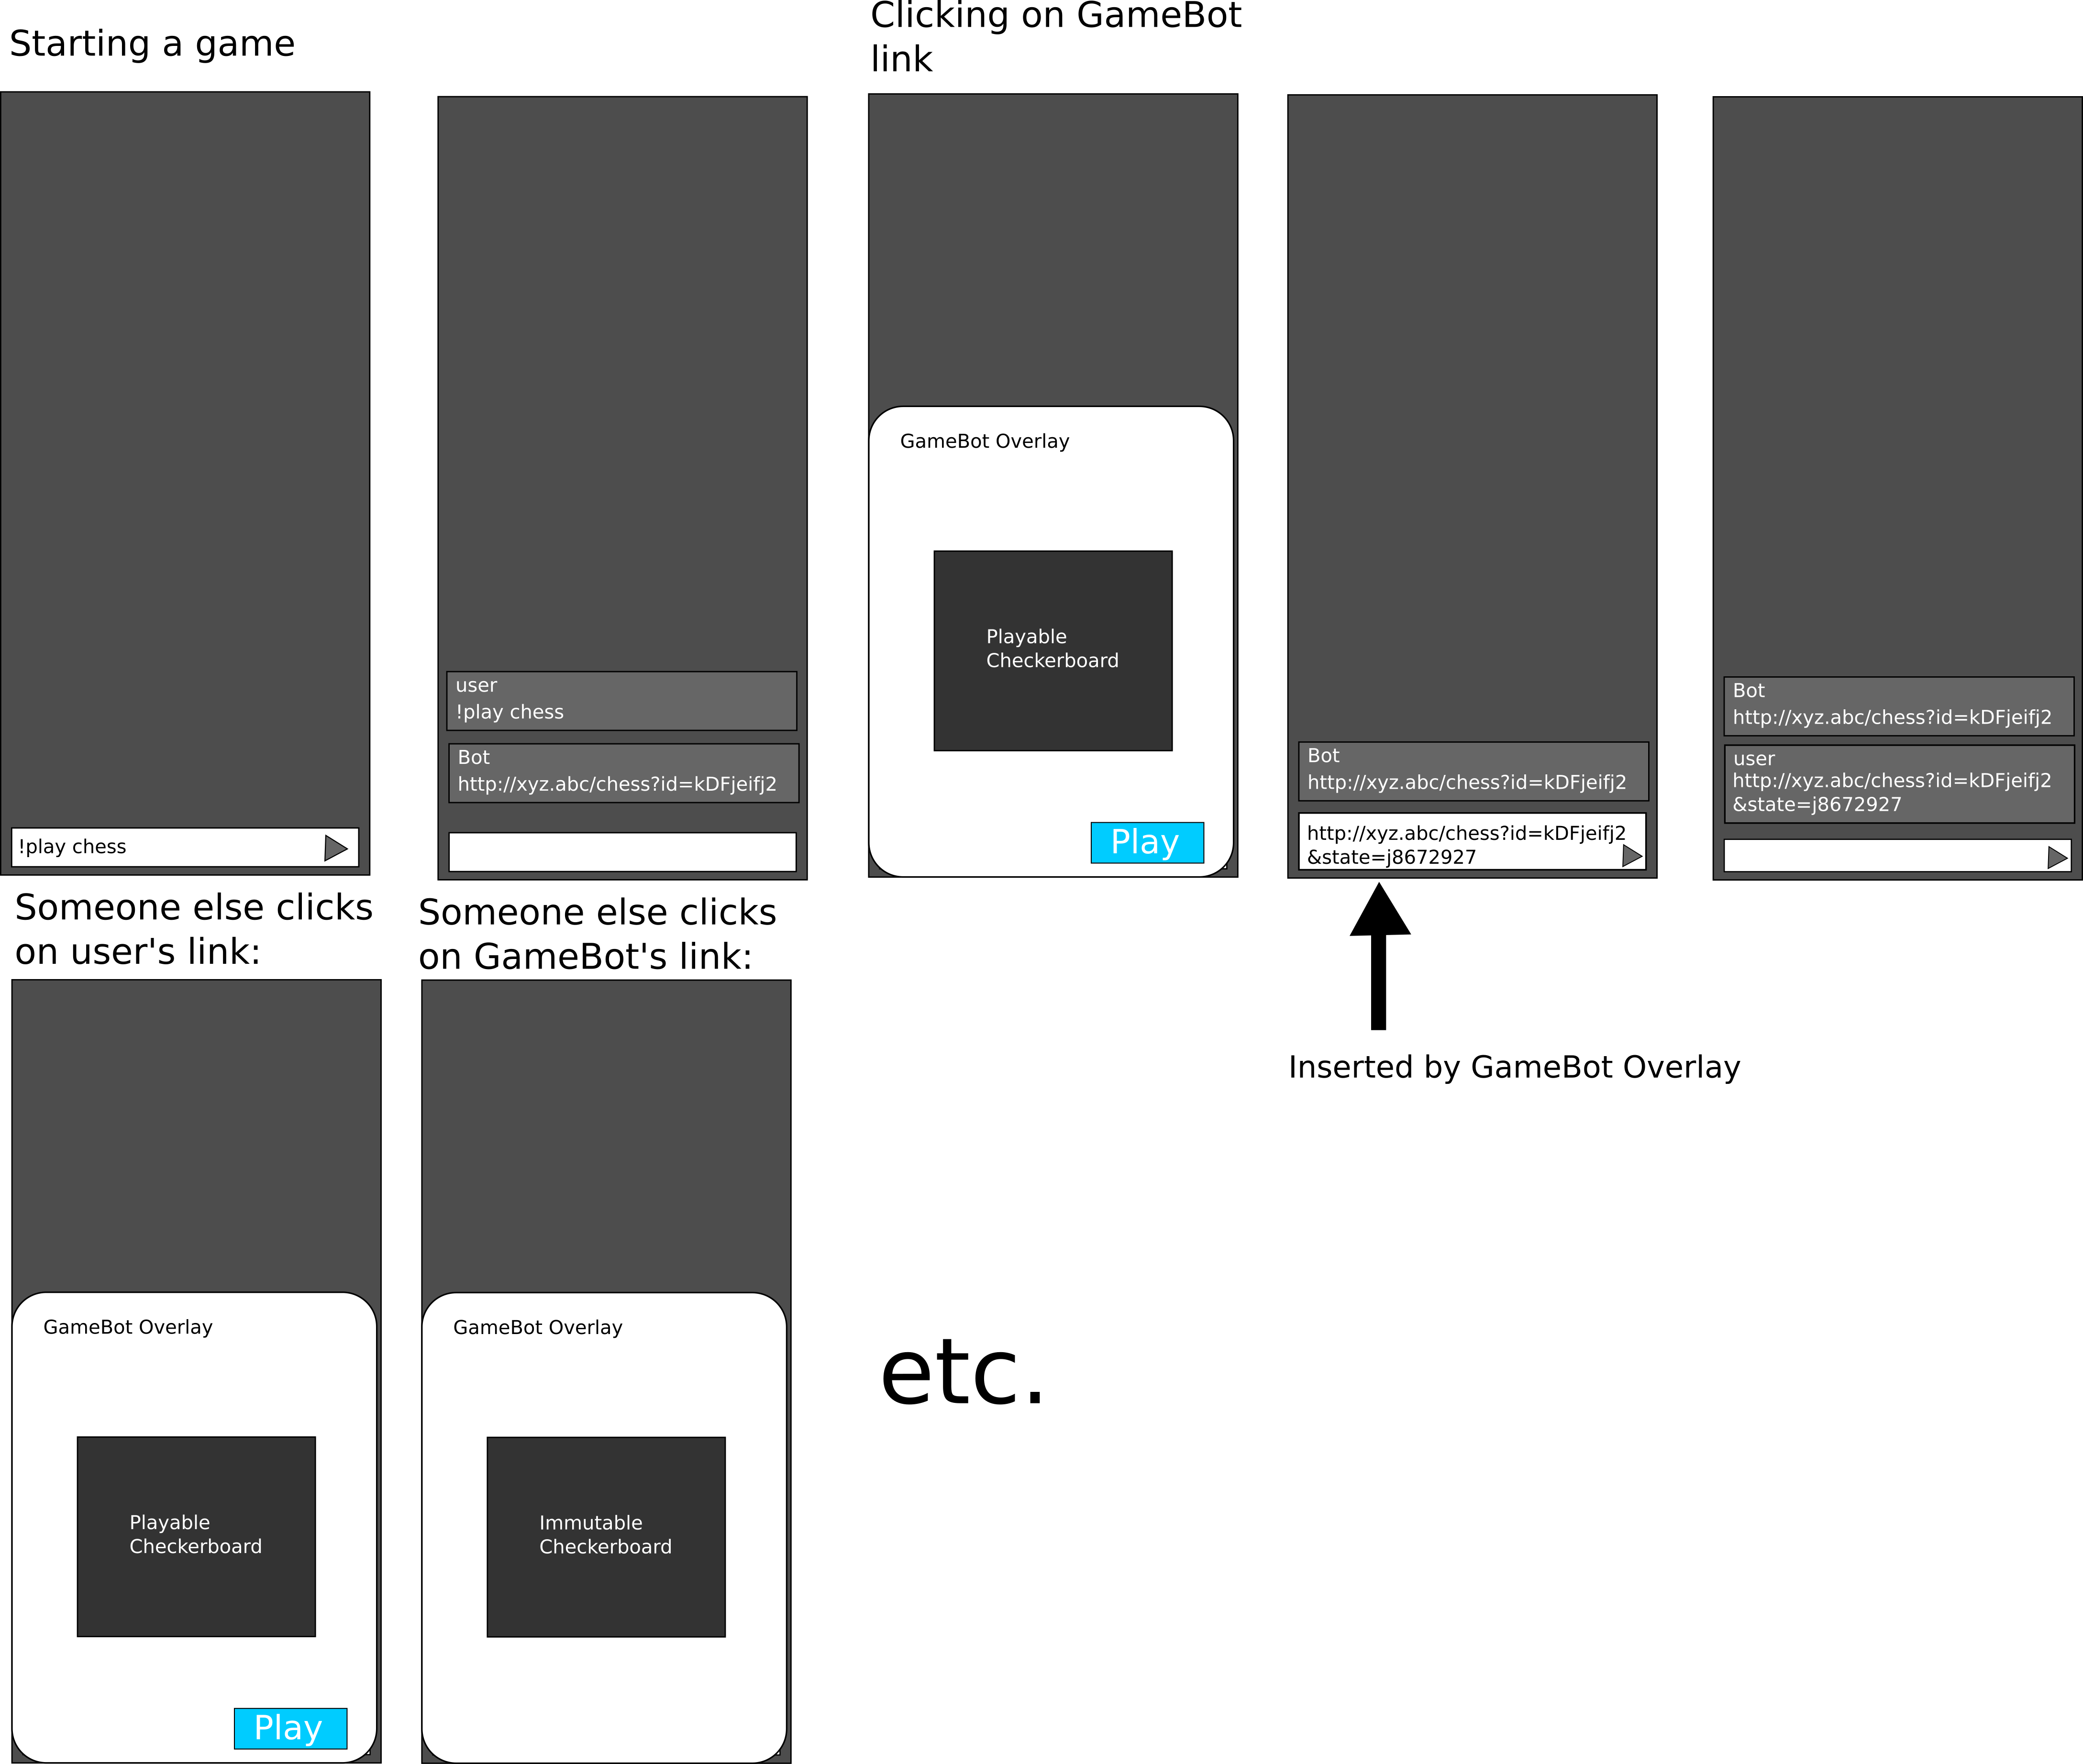 Starting a game
!play chess
user
!play chess
Bot
http://xyz.abc/chess?id=kDFjeifj2
Clicking on GameBot
link
GameBot Overlay
Playable
Checkerboard
Play
Bot
http://xyz.abc/chess?id=kDFjeifj2
http://xyz.abc/chess?id=kDFjeifj2
&state=j8672927
Inserted by GameBot Overlay
Bot
http://xyz.abc/chess?id=kDFjeifj2
user
http://xyz.abc/chess?id=kDFjeifj2
&state=j8672927
Someone else clicks
on user's link:
GameBot Overlay
Playable
Checkerboard
Play
Someone else clicks
on GameBot's link:
GameBot Overlay
Immutable
Checkerboard
etc.